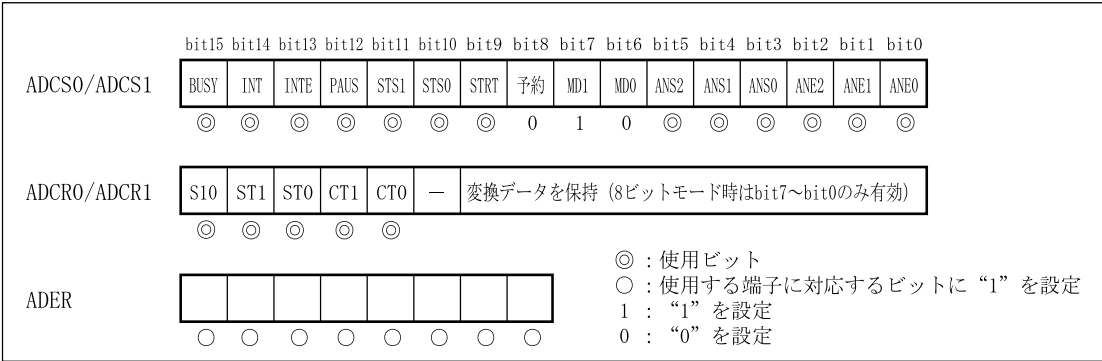 bit15 bit14 bit13 bit12 bit11 bit10 bit9 bit8 bit7 bit6 bit5 bit4 bit3 bit2 bit1 bit0
ADCS0/ADCS1 BUSY INT INTE PAUS STS1 STS0 STRT 予約 MD1 MD0 ANS2 ANS1 ANS0 ANE2 ANE1 ANE0
◎ ◎ ◎ ◎ ◎ ◎ ◎ 0 1 0 ◎ ◎ ◎ ◎ ◎ ◎
ADCR0/ADCR1 S10 ST1 ST0 CT1 CT0 － 変換データを保持（8ビットモード時はbit7～bit0のみ有効）
◎ ◎ ◎ ◎ ◎
◎：使用ビット
○：使用する端子に対応するビットに“1”を設定
ADER
1 ：“1”を設定
○ ○ ○ ○ ○ ○ ○ ○
0 ：“0”を設定